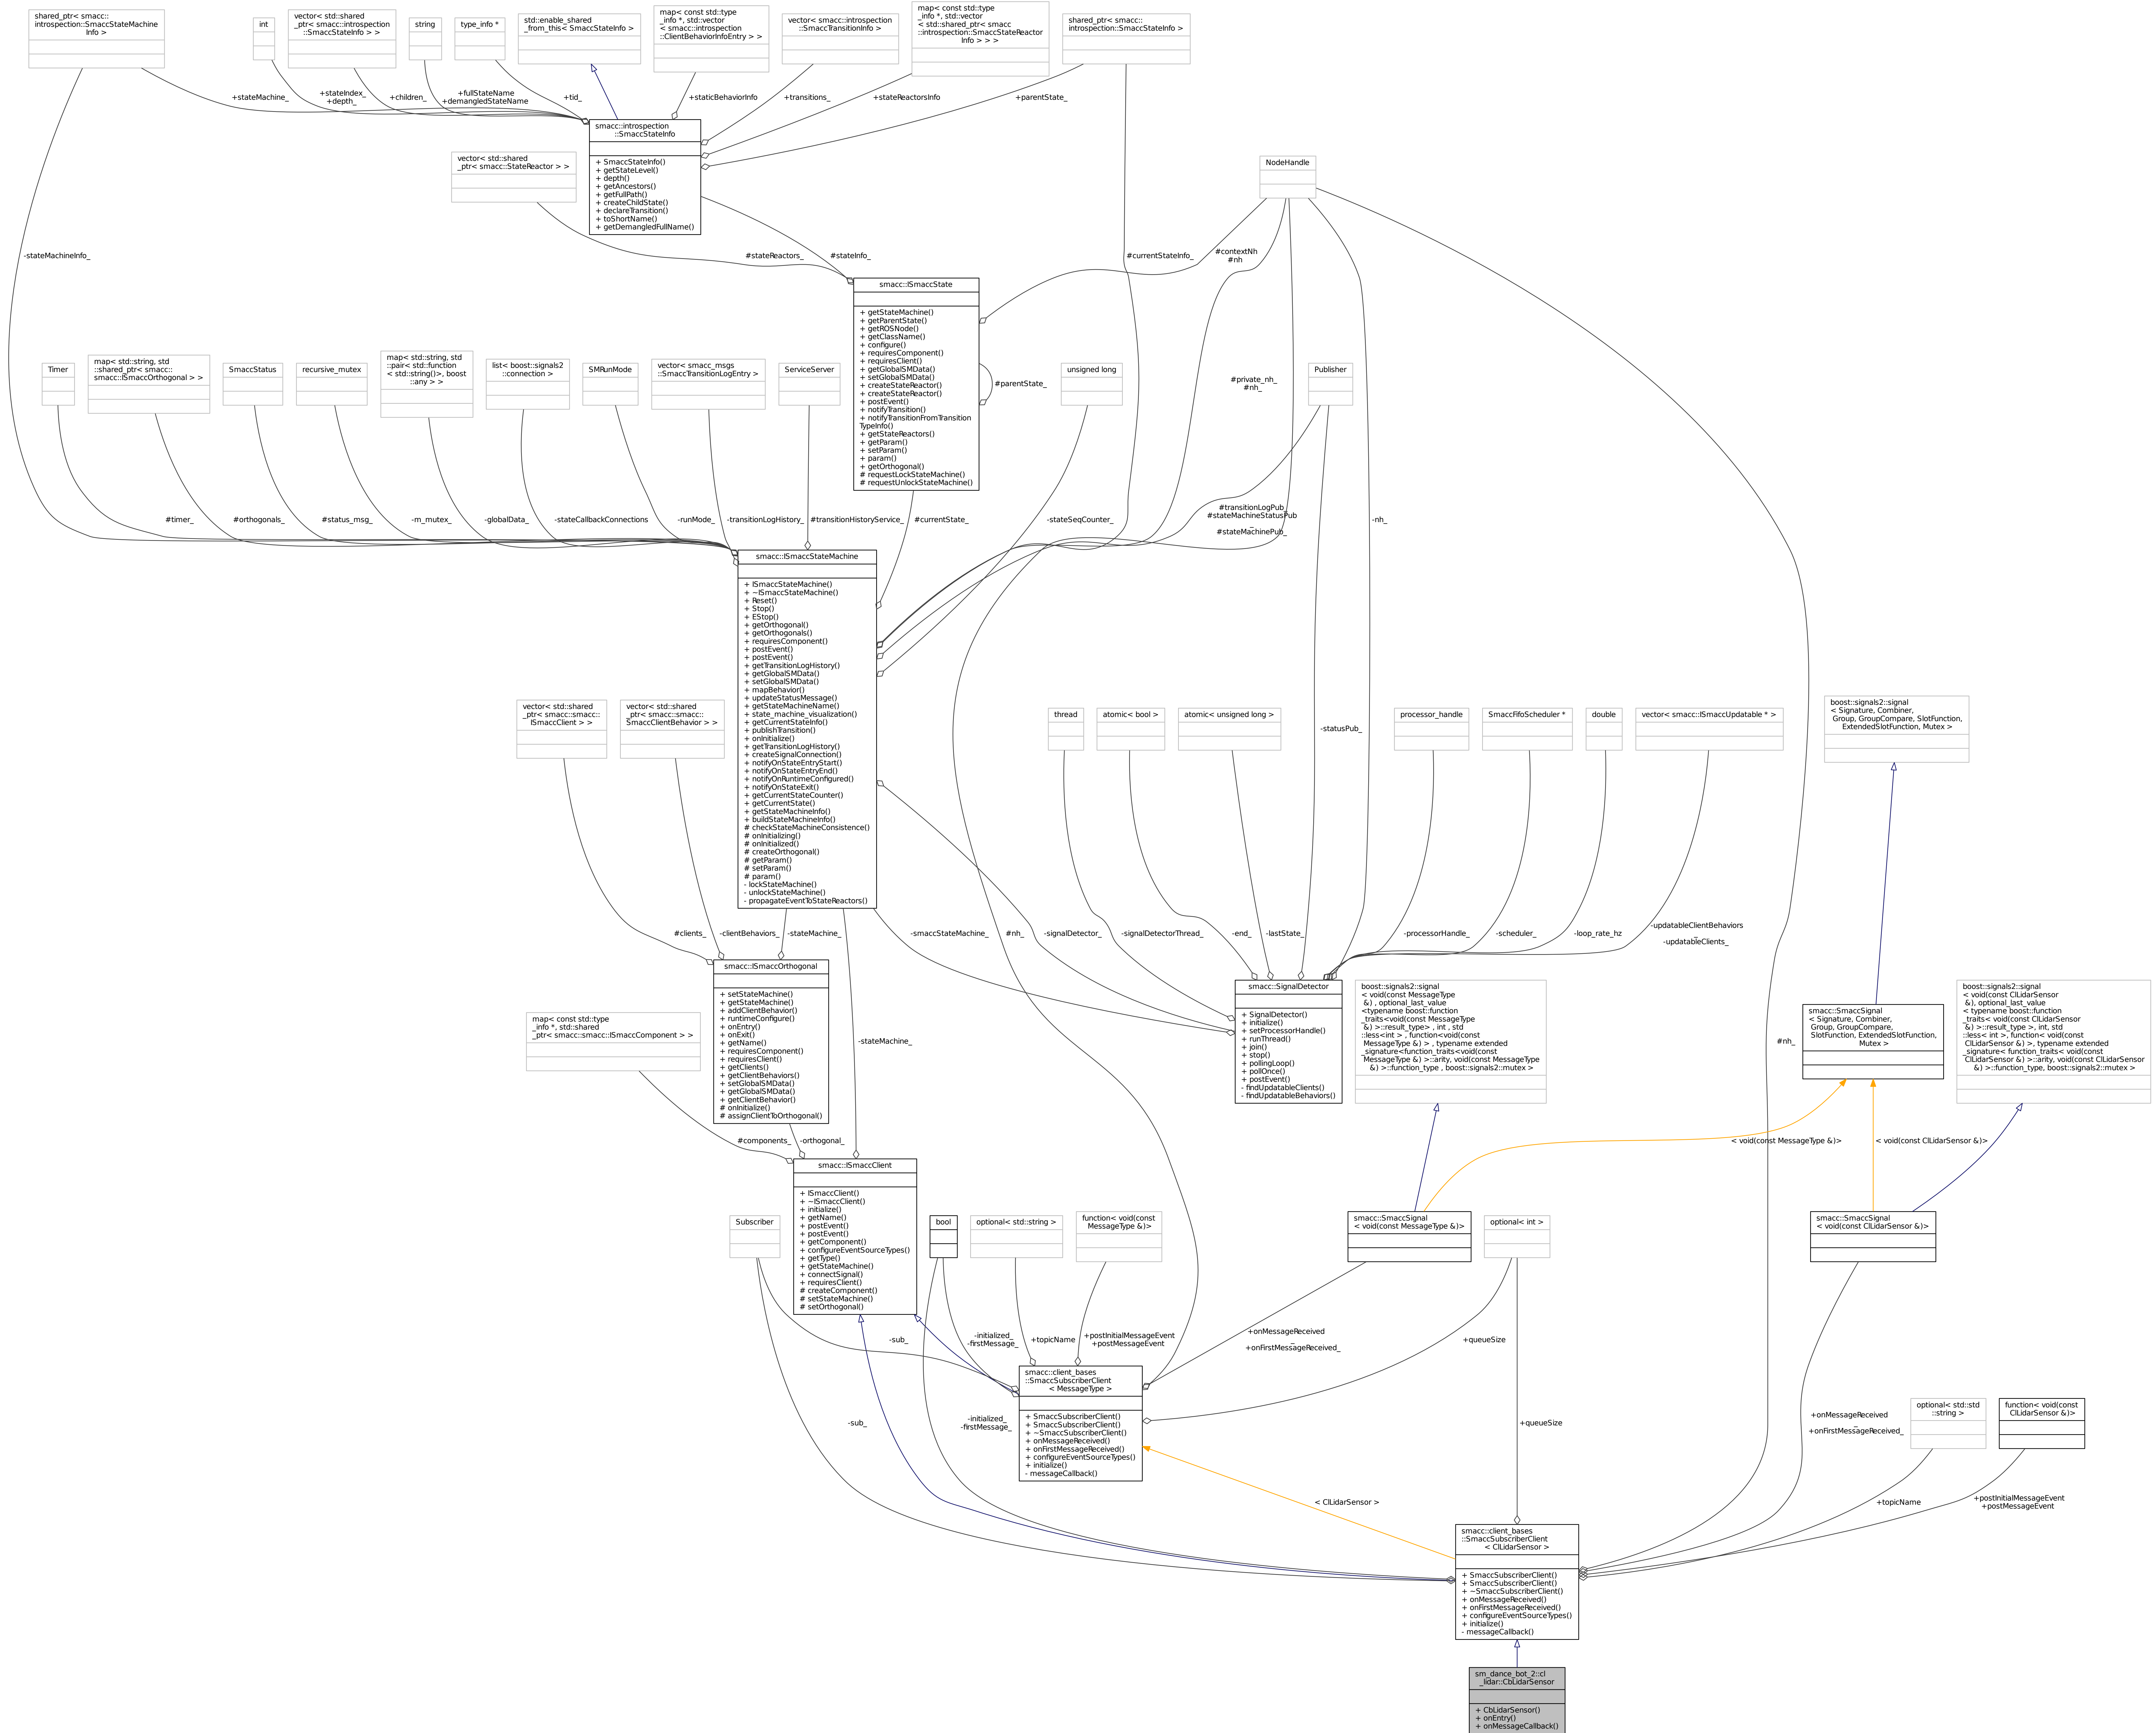 shared_ptr< smacc::
introspection::SmaccStateMachine
Info >
int
vector< std::shared
_ptr< smacc::introspection
::SmaccStateInfo > >
string
type_info *
std::enable_shared
_from_this< SmaccStateInfo >
map< const std::type
_info *, std::vector
< smacc::introspection
::ClientBehaviorInfoEntry > >
vector< smacc::introspection
::SmaccTransitionInfo >
map< const std::type
_info *, std::vector
< std::shared_ptr< smacc
::introspection::SmaccStateReactor
Info > > >
shared_ptr< smacc::
introspection::SmaccStateInfo >
+stateMachine_
+stateIndex_
+depth_
+children_
+fullStateName
+demangledStateName
+tid_
+staticBehaviorInfo
+transitions_
+stateReactorsInfo
+parentState_
smacc::introspection
::SmaccStateInfo
+ SmaccStateInfo()
+ getStateLevel()
+ depth()
+ getAncestors()
+ getFullPath()
+ createChildState()
+ declareTransition()
+ toShortName()
+ getDemangledFullName()
vector< std::shared
_ptr< smacc::StateReactor > >
NodeHandle
-stateMachineInfo_
#stateReactors_
#stateInfo_
#currentStateInfo_
#contextNh
#nh
smacc::ISmaccState
+ getStateMachine()
+ getParentState()
+ getROSNode()
+ getClassName()
+ configure()
+ requiresComponent()
+ requiresClient()
+ getGlobalSMData()
+ setGlobalSMData()
+ createStateReactor()
+ createStateReactor()
+ postEvent()
+ notifyTransition()
+ notifyTransitionFromTransition
TypeInfo()
+ getStateReactors()
+ getParam()
+ setParam()
+ param()
+ getOrthogonal()
# requestLockStateMachine()
# requestUnlockStateMachine()
#parentState_
Timer
map< std::string, std
::shared_ptr< smacc::
smacc::ISmaccOrthogonal > >
SmaccStatus
recursive_mutex
map< std::string, std
::pair< std::function
< std::string()>, boost
::any > >
list< boost::signals2
::connection >
SMRunMode
vector< smacc_msgs
::SmaccTransitionLogEntry >
ServiceServer
unsigned long
#private_nh_
#nh_
Publisher
#timer_
#orthogonals_
#status_msg_
-m_mutex_
-globalData_
-stateCallbackConnections
-runMode_
-transitionLogHistory_
#transitionHistoryService_
#currentState_
-stateSeqCounter_
#transitionLogPub_
#stateMachineStatusPub
_
#stateMachinePub_
-nh_
smacc::ISmaccStateMachine
+ ISmaccStateMachine()
+ ~ISmaccStateMachine()
+ Reset()
+ Stop()
+ EStop()
+ getOrthogonal()
+ getOrthogonals()
+ requiresComponent()
+ postEvent()
+ postEvent()
+ getTransitionLogHistory()
+ getGlobalSMData()
+ setGlobalSMData()
+ mapBehavior()
+ updateStatusMessage()
+ getStateMachineName()
+ state_machine_visualization()
+ getCurrentStateInfo()
+ publishTransition()
+ onInitialize()
+ getTransitionLogHistory()
+ createSignalConnection()
+ notifyOnStateEntryStart()
+ notifyOnStateEntryEnd()
+ notifyOnRuntimeConfigured()
+ notifyOnStateExit()
+ getCurrentStateCounter()
+ getCurrentState()
+ getStateMachineInfo()
+ buildStateMachineInfo()
# checkStateMachineConsistence()
# onInitializing()
# onInitialized()
# createOrthogonal()
# getParam()
# setParam()
# param()
- lockStateMachine()
- unlockStateMachine()
- propagateEventToStateReactors()
vector< std::shared
_ptr< smacc::smacc::
ISmaccClient > >
vector< std::shared
_ptr< smacc::smacc::
SmaccClientBehavior > >
thread
atomic< bool >
atomic< unsigned long >
-statusPub_
processor_handle
SmaccFifoScheduler *
double
vector< smacc::ISmaccUpdatable * >
boost::signals2::signal
< Signature, Combiner,
Group, GroupCompare, SlotFunction,
ExtendedSlotFunction, Mutex >
#clients_
-clientBehaviors_
-stateMachine_
-smaccStateMachine_
#nh_
-signalDetector_
-signalDetectorThread_
-end_
-lastState_
-processorHandle_
-scheduler_
-loop_rate_hz
-updatableClientBehaviors
_
-updatableClients_
smacc::ISmaccOrthogonal
+ setStateMachine()
+ getStateMachine()
+ addClientBehavior()
+ runtimeConfigure()
+ onEntry()
+ onExit()
+ getName()
+ requiresComponent()
+ requiresClient()
+ getClients()
+ getClientBehaviors()
+ setGlobalSMData()
+ getGlobalSMData()
+ getClientBehavior()
# onInitialize()
# assignClientToOrthogonal()
smacc::SignalDetector
+ SignalDetector()
+ initialize()
+ setProcessorHandle()
+ runThread()
+ join()
+ stop()
+ pollingLoop()
+ pollOnce()
+ postEvent()
- findUpdatableClients()
- findUpdatableBehaviors()
boost::signals2::signal
< void(const MessageType
&) , optional_last_value
<typename boost::function
_traits<void(const MessageType
&) >::result_type> , int , std
::less<int > , function<void(const
MessageType &) > , typename extended
_signature<function_traits<void(const
MessageType &) >::arity, void(const MessageType
&) >::function_type , boost::signals2::mutex >
smacc::SmaccSignal
< Signature, Combiner,
Group, GroupCompare,
SlotFunction, ExtendedSlotFunction,
Mutex >
boost::signals2::signal
< void(const ClLidarSensor
&), optional_last_value
< typename boost::function
_traits< void(const ClLidarSensor
&) >::result_type >, int, std
::less< int >, function< void(const
ClLidarSensor &) >, typename extended
_signature< function_traits< void(const
ClLidarSensor &) >::arity, void(const ClLidarSensor
&) >::function_type, boost::signals2::mutex >
map< const std::type
_info *, std::shared
_ptr< smacc::smacc::ISmaccComponent > >
-stateMachine_
#nh_
#components_
-orthogonal_
< void(const MessageType &)>
< void(const ClLidarSensor &)>
smacc::ISmaccClient
+ ISmaccClient()
+ ~ISmaccClient()
+ initialize()
+ getName()
+ postEvent()
+ postEvent()
+ getComponent()
+ configureEventSourceTypes()
+ getType()
+ getStateMachine()
+ connectSignal()
+ requiresClient()
# createComponent()
# setStateMachine()
# setOrthogonal()
Subscriber
bool
optional< std::string >
function< void(const
MessageType &)>
smacc::SmaccSignal
< void(const MessageType &)>
optional< int >
smacc::SmaccSignal
< void(const ClLidarSensor &)>
-sub_
-initialized_
-firstMessage_
+topicName
+postInitialMessageEvent
+postMessageEvent
+onMessageReceived
_
+onFirstMessageReceived_
+queueSize
smacc::client_bases
::SmaccSubscriberClient
< MessageType >
+ SmaccSubscriberClient()
+ SmaccSubscriberClient()
+ ~SmaccSubscriberClient()
+ onMessageReceived()
+ onFirstMessageReceived()
+ configureEventSourceTypes()
+ initialize()
- messageCallback()
-sub_
-initialized_
-firstMessage_
+queueSize
+onMessageReceived
_
+onFirstMessageReceived_
optional< std::std
::string >
function< void(const
ClLidarSensor &)>
< ClLidarSensor >
+topicName
+postInitialMessageEvent
+postMessageEvent
smacc::client_bases
::SmaccSubscriberClient
< ClLidarSensor >
+ SmaccSubscriberClient()
+ SmaccSubscriberClient()
+ ~SmaccSubscriberClient()
+ onMessageReceived()
+ onFirstMessageReceived()
+ configureEventSourceTypes()
+ initialize()
- messageCallback()
sm_dance_bot_2::cl
_lidar::CbLidarSensor
+ CbLidarSensor()
+ onEntry()
+ onMessageCallback()